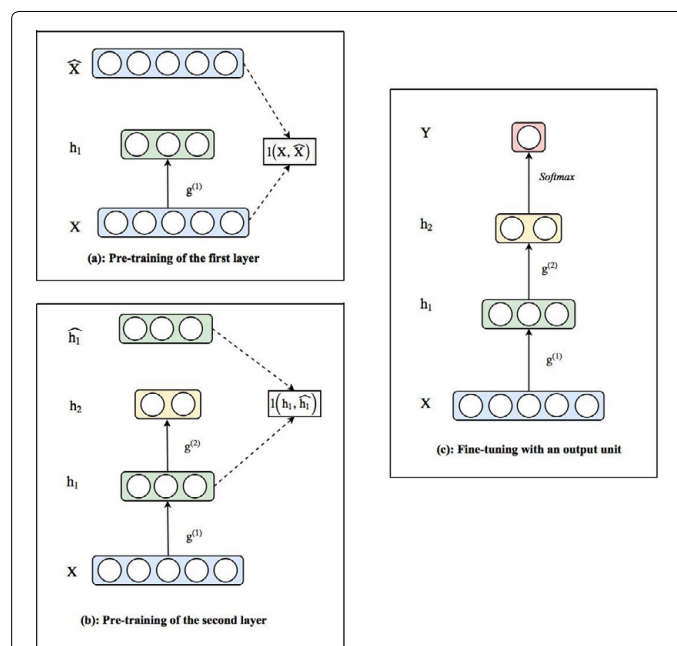 X̂
h₁
l(X, X̂)
g⁽¹⁾
X
(a): Pre-training of the first layer
ĥ₁
h₂
l(h₁, ĥ₁)
g⁽²⁾
h₁
g⁽¹⁾
X
(b): Pre-training of the second layer
Y
Softmax
h₂
g⁽²⁾
h₁
g⁽¹⁾
X
(c): Fine-tuning with an output unit